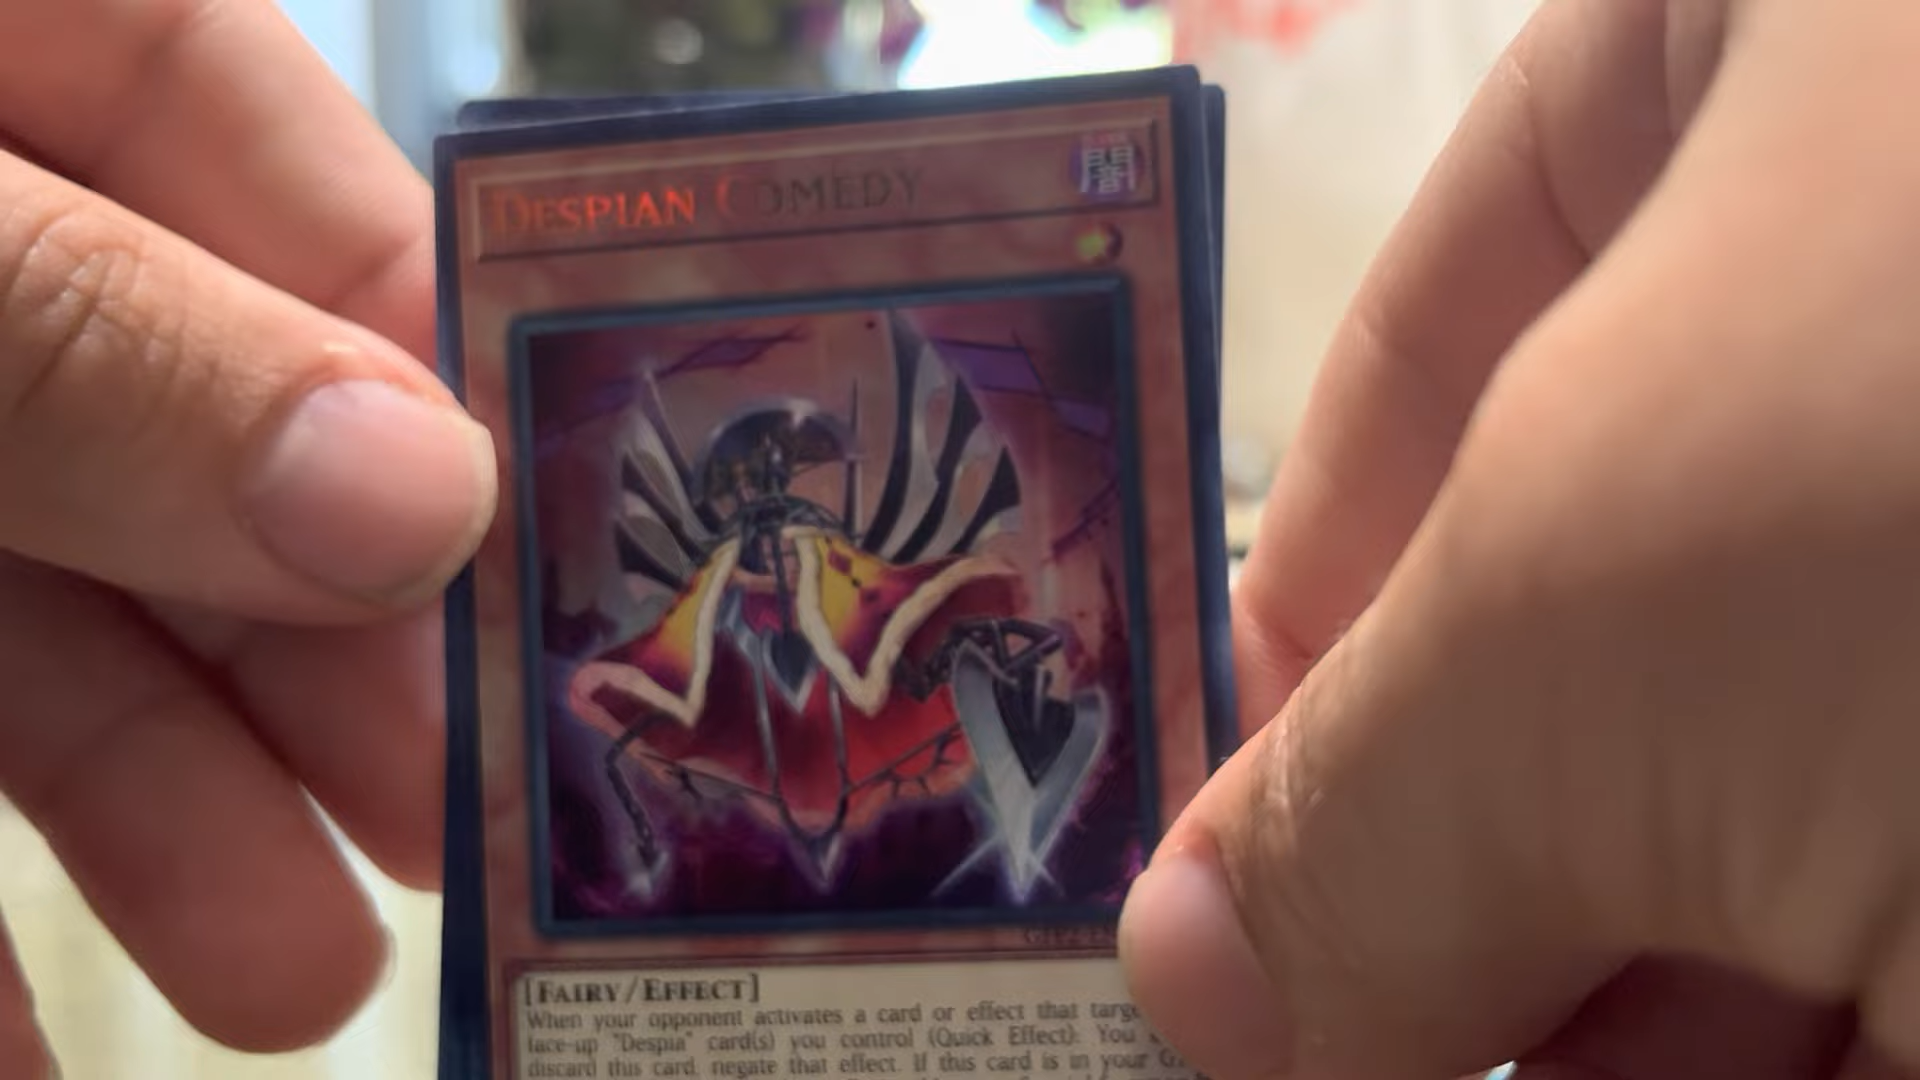 DESPIAN COMEDY
闇
[FAIRY/EFFECT]
When your opponent activates a card or effect that
face-up "Despia" card(s) you control (Quick Effect): You
discard this card, negate that effect. If this card is in your